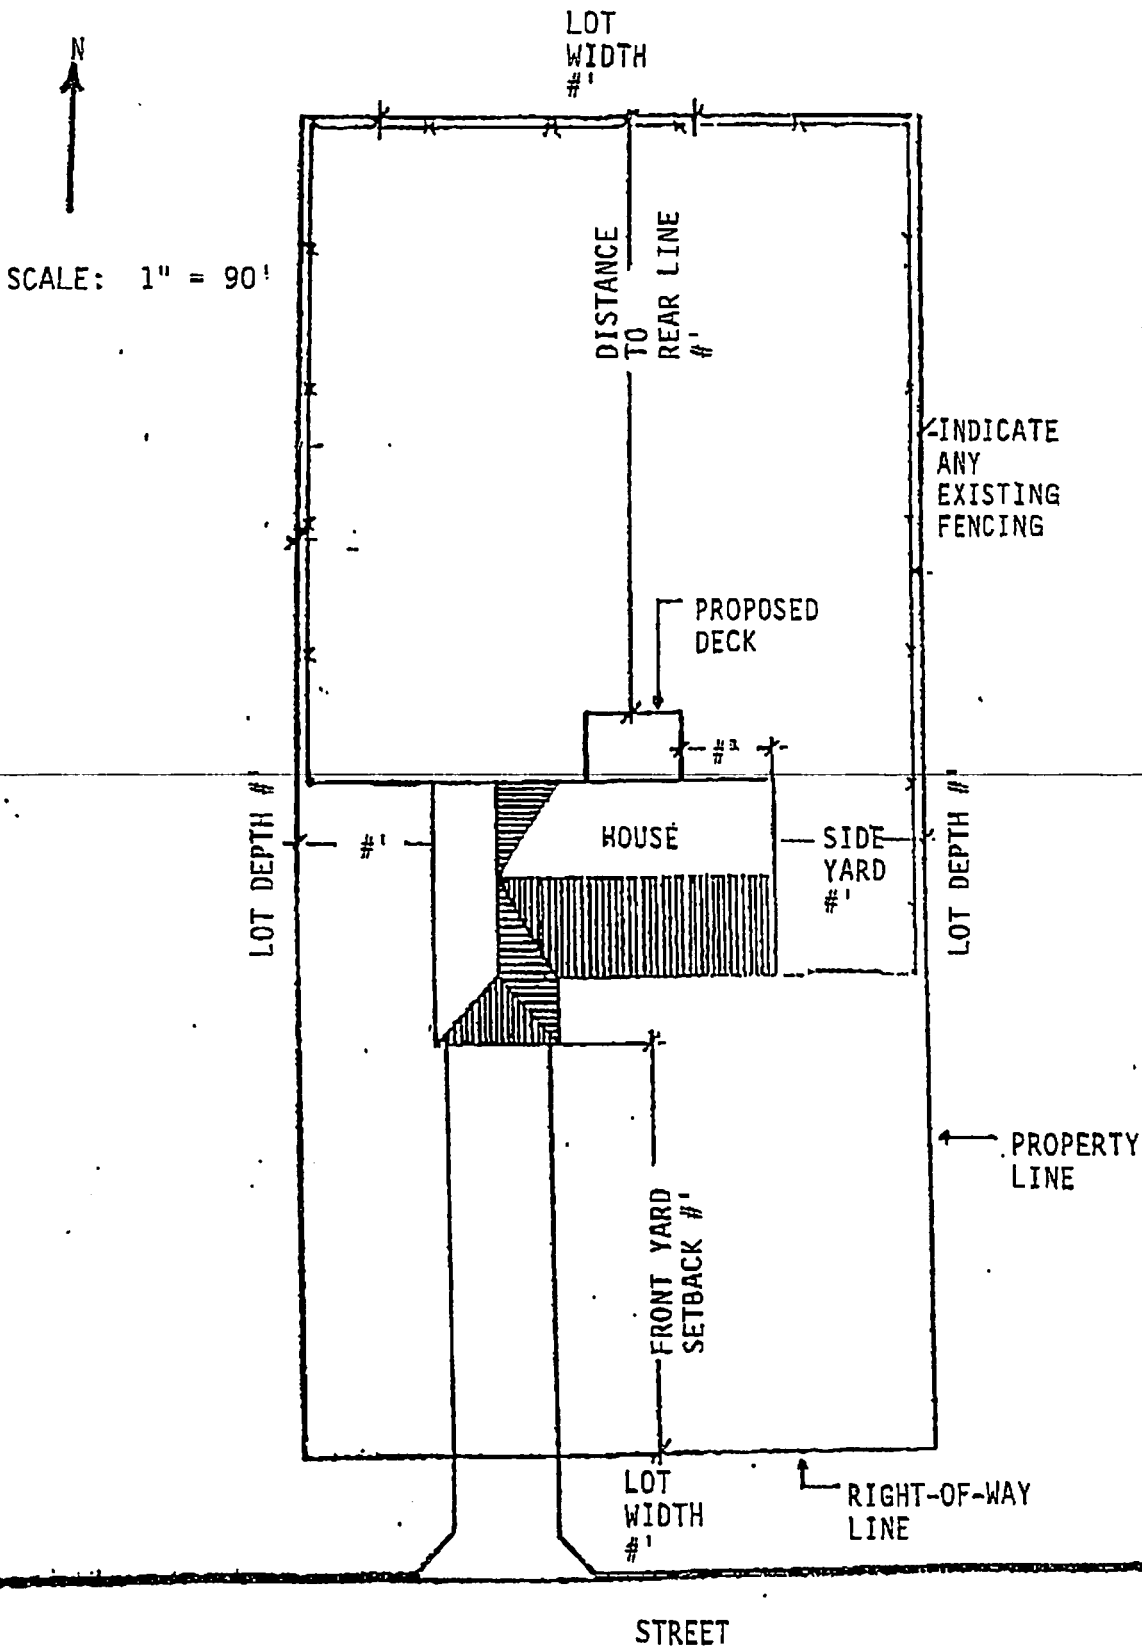 LOT
WIDTH
#'
N
SCALE: 1" = 90'
DISTANCE
TO
REAR LINE
#'
INDICATE
ANY
EXISTING
FENCING
PROPOSED
DECK
#'
LOT DEPTH #'
#'
HOUSE
SIDE
YARD
#'
LOT DEPTH #'
PROPERTY
LINE
FRONT YARD
SETBACK #'
LOT
WIDTH
#'
RIGHT-OF-WAY
LINE
STREET